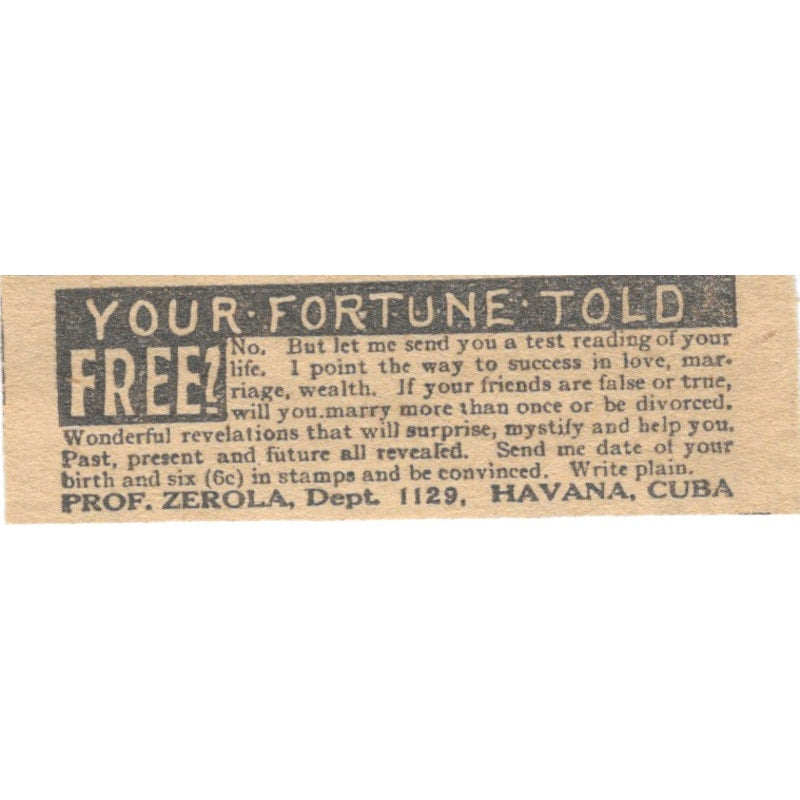 YOUR·FORTUNE·TOLD
FREE?
No. But let me send you a test reading of your
life. I point the way to success in love, mar-
riage, wealth. If your friends are false or true,
will you marry more than once or be divorced.
Wonderful revelations that will surprise, mystify and help you.
Past, present and future all revealed. Send me date of your
birth and six (6c) in stamps and be convinced. Write plain.
PROF. ZEROLA, Dept. 1129, HAVANA, CUBA